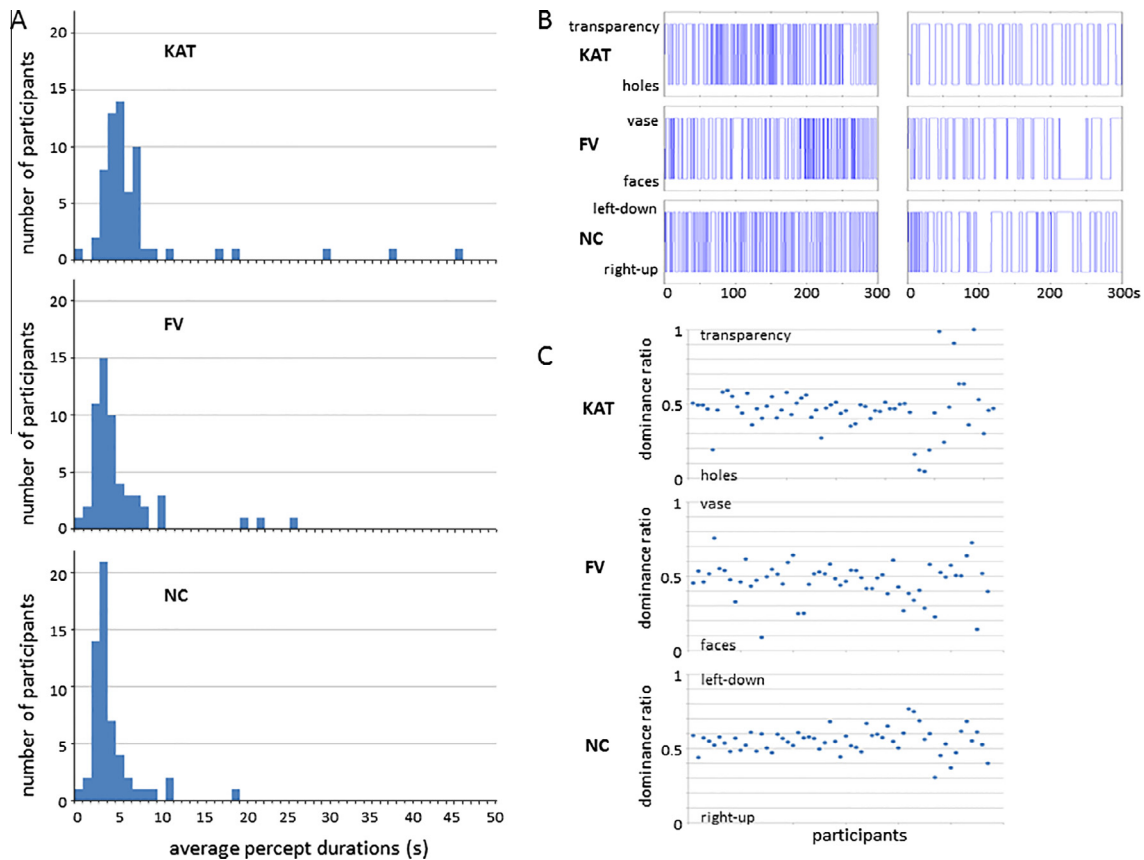 A
20
KAT
15
10
5
0
number of participants
20
FV
15
10
5
0
number of participants
20
NC
15
10
5
0
number of participants
0 5 10 15 20 25 30 35 40 45 50
average percept durations (s)
B
transparency
KAT
holes
vase
FV
faces
left-down
NC
right-up
0 100 200 300 0 100 200 300s
C
1
transparency
KAT
dominance ratio
0.5
holes
0
1
vase
FV
dominance ratio
0.5
faces
0
1
left-down
NC
dominance ratio
0.5
right-up
0
participants